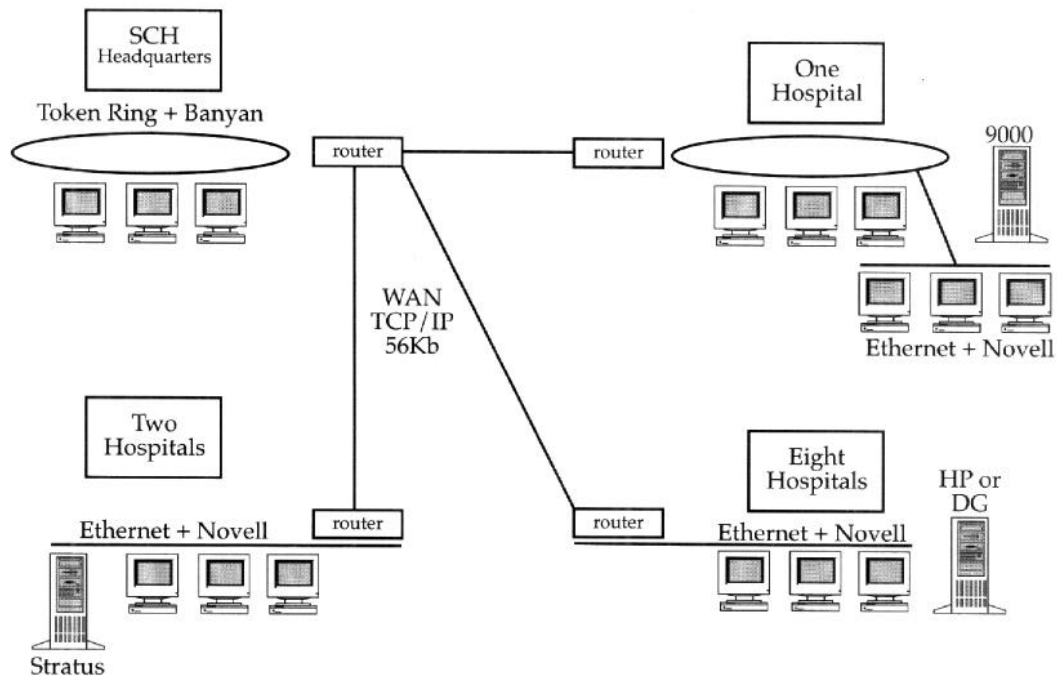 SCH
Headquarters
Token Ring + Banyan
router
router
One
Hospital
9000
Ethernet + Novell
WAN
TCP/IP
56Kb
Two
Hospitals
Ethernet + Novell
router
Stratus
Eight
Hospitals
router
Ethernet + Novell
HP or
DG